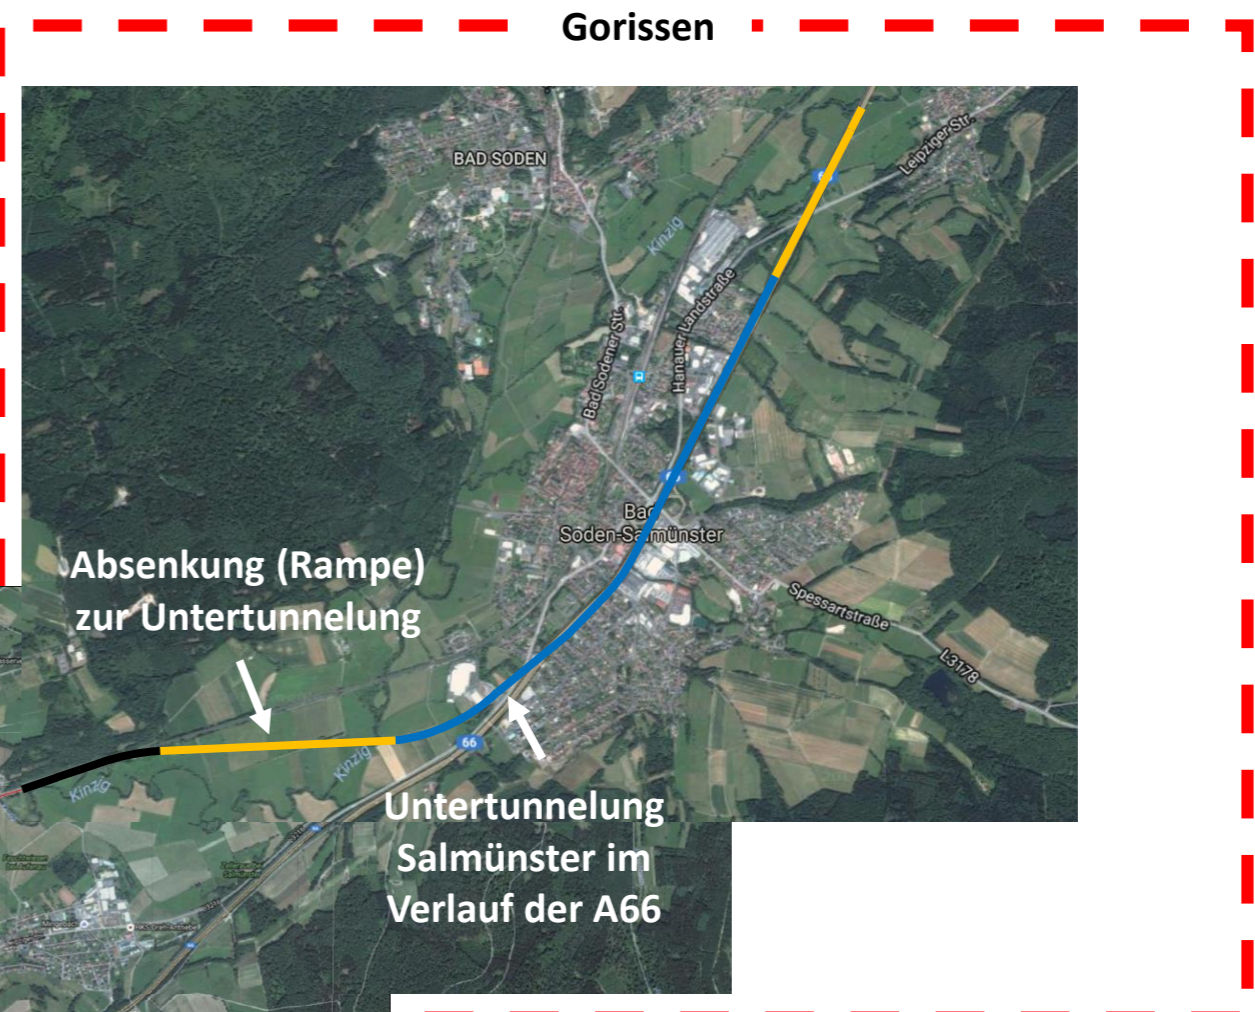 Gorissen
BAD SODEN
Leipziger Str.
Kinzig
Hanauer Landstraße
Bad Sodener Str.
Bad
Soden-Salmünster
Absenkung (Rampe)
zur Untertunnelung
Spessartstraße
L3178
66
Kinzig
Kinzig
Untertunnelung
Salmünster im
Verlauf der A66